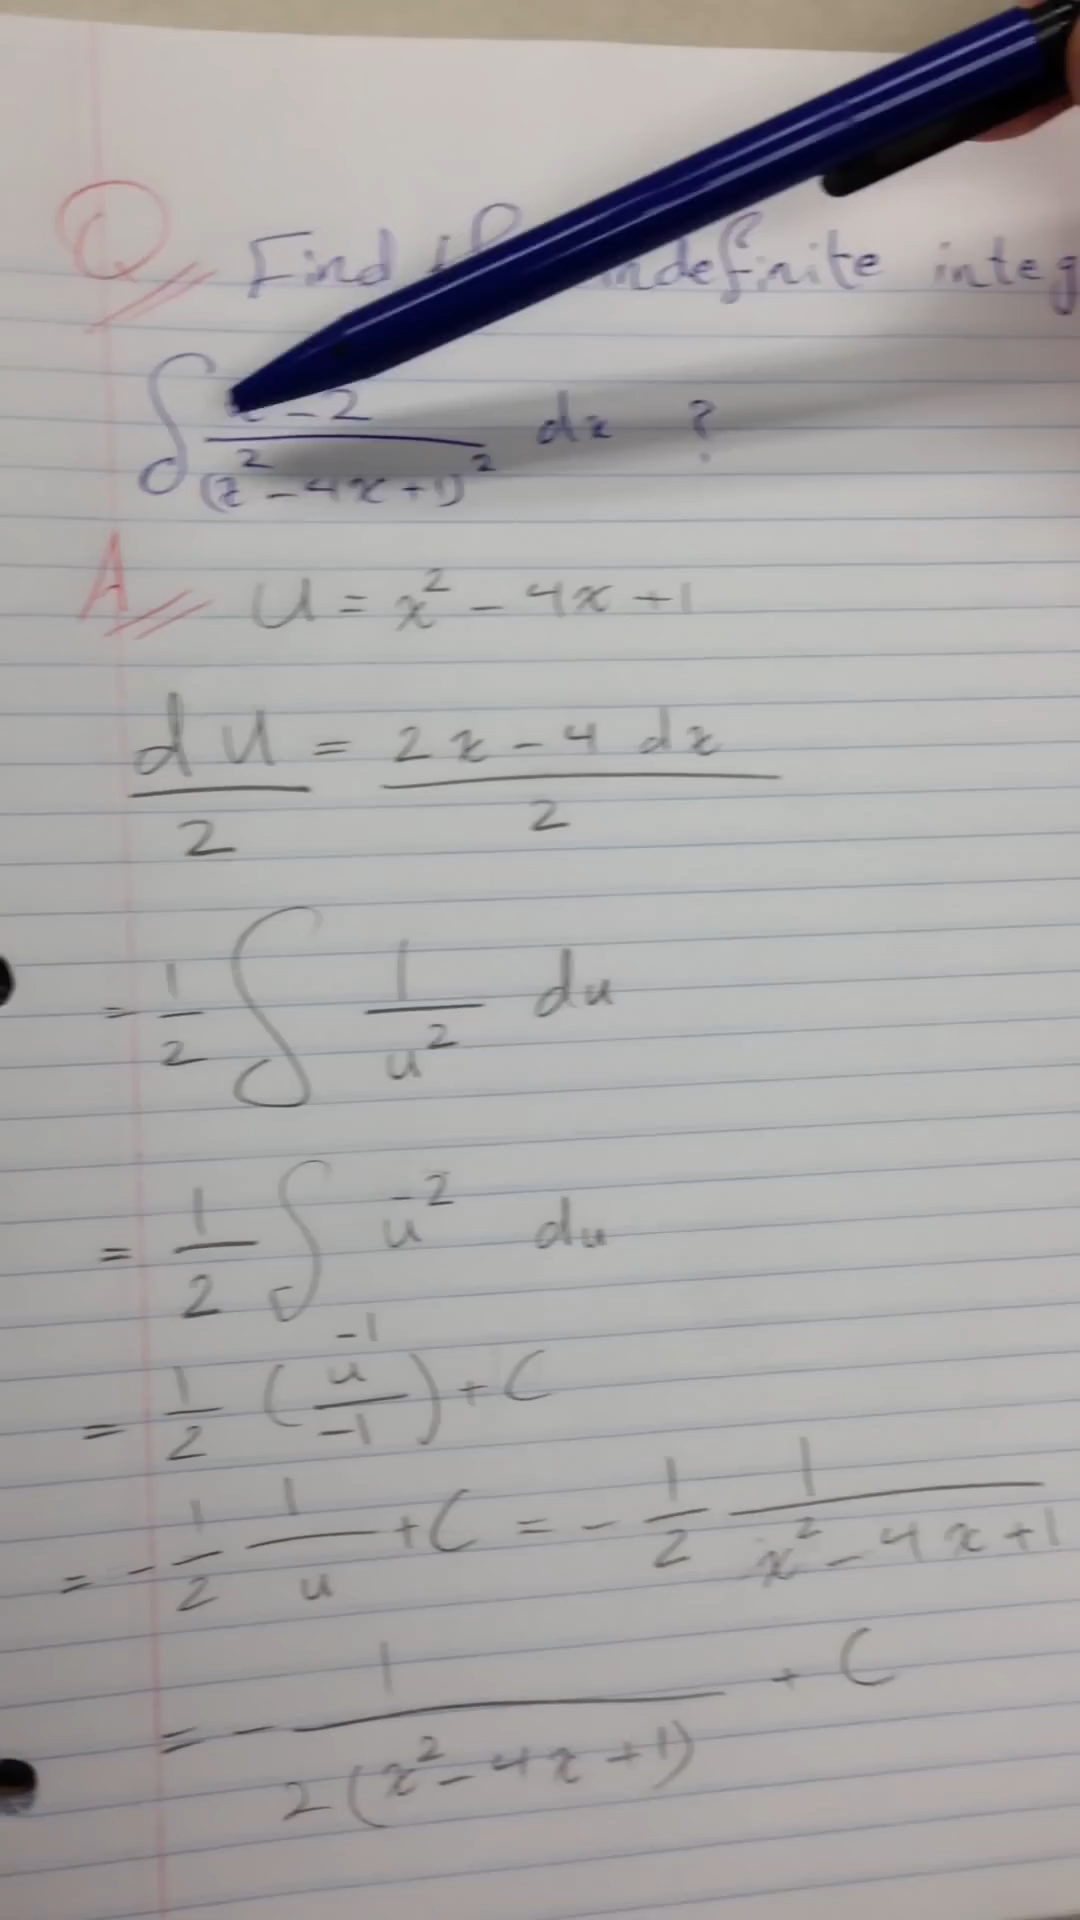 Q Find indefinite integ
∫ x-2 / (x² - 4x + 1)² dx ?
A u = x² - 4x + 1
du / 2 = 2x - 4 dx / 2
= 1/2 ∫ 1/u² du
= 1/2 ∫ u⁻² du
= 1/2 (u⁻¹ / -1) + C
= - 1/2 1/u + C = - 1/2 1 / x² - 4x + 1
= - 1 / 2(x² - 4x + 1) + C